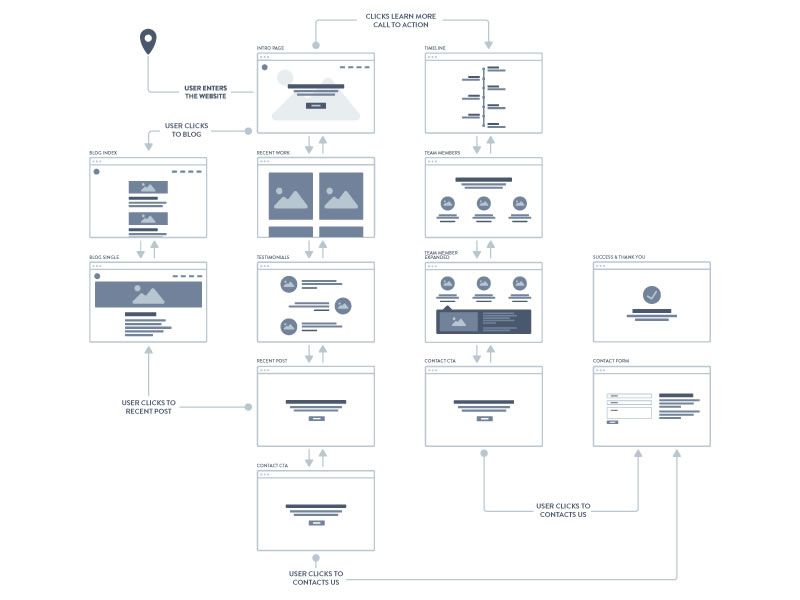 CLICKS LEARN MORE
CALL TO ACTION
INTRO PAGE
TIMELINE
USER ENTERS
THE WEBSITE
USER CLICKS
TO BLOG
BLOG INDEX
RECENT WORK
TEAM MEMBERS
BLOG SINGLE
TESTIMONIALS
TEAM MEMBER
EXPANDED
SUCCESS & THANK YOU
RECENT POST
CONTACT CTA
CONTACT FORM
USER CLICKS TO
RECENT POST
CONTACT CTA
USER CLICKS TO
CONTACTS US
USER CLICKS TO
CONTACTS US